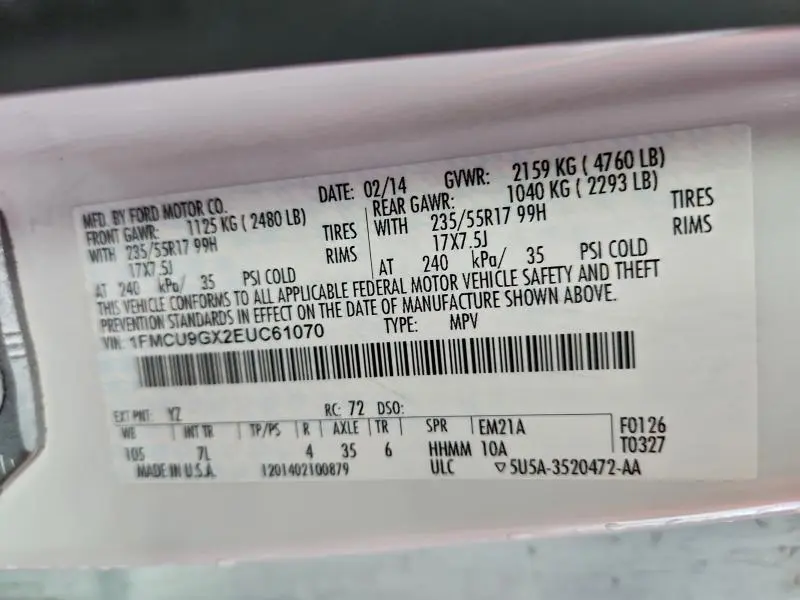 MFD. BY FORD MOTOR CO. DATE: 02/14 GVWR: 2159 KG ( 4760 LB)
FRONT GAWR: 1125 KG ( 2480 LB) REAR GAWR: 1040 KG ( 2293 LB)
WITH 235/55R17 99H TIRES WITH 235/55R17 99H TIRES
17X7.5J RIMS 17X7.5J RIMS
AT 240 kPa/ 35 PSI COLD AT 240 kPa/ 35 PSI COLD
THIS VEHICLE CONFORMS TO ALL APPLICABLE FEDERAL MOTOR VEHICLE SAFETY AND THEFT
PREVENTION STANDARDS IN EFFECT ON THE DATE OF MANUFACTURE SHOWN ABOVE.
VIN: 1FMCU9GX2EUC61070 TYPE: MPV
EXT PNT: YZ RC: 72 DSO:
WB INT TR TP/PS R AXLE TR SPR EM21A F0126
105 7L 4 35 6 HHMM 10A T0327
MADE IN U.S.A. 1201402100879 ULC ▽5U5A-3520472-AA